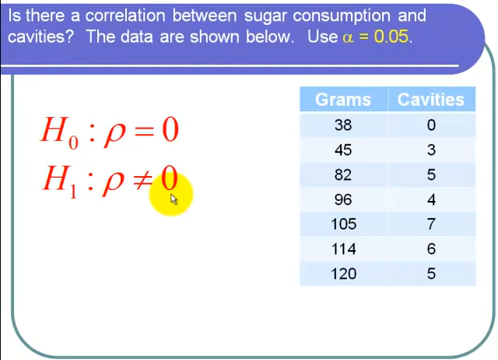 Is there a correlation between sugar consumption and
cavities? The data are shown below. Use α = 0.05.
H₀ : ρ = 0
H₁ : ρ ≠ 0
Grams Cavities
38 0
45 3
82 5
96 4
105 7
114 6
120 5